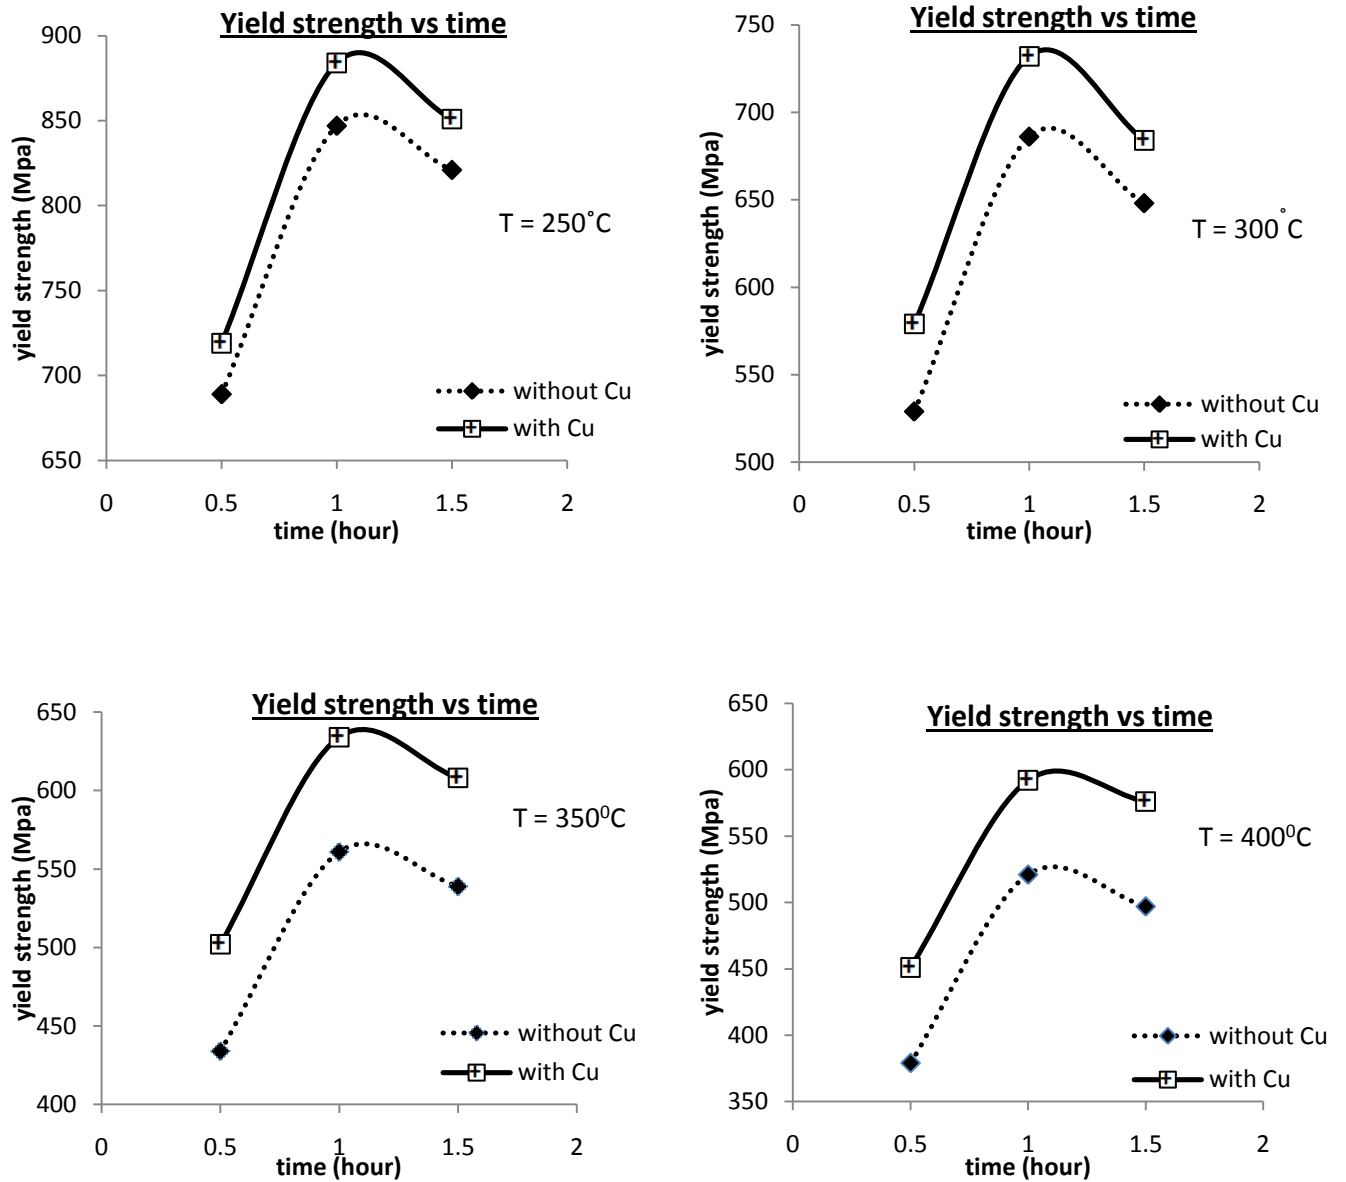 Yield strength vs time
900
850
800
750
700
650
0
0.5
1
1.5
2
yield strength (Mpa)
time (hour)
T = 250˚C
without Cu
with Cu
Yield strength vs time
750
700
650
600
550
500
0
0.5
1
1.5
2
yield strength (Mpa)
time (hour)
T = 300˚C
without Cu
with Cu
Yield strength vs time
650
600
550
500
450
400
0
0.5
1
1.5
2
yield strength (Mpa)
time (hour)
T = 350⁰C
without Cu
with Cu
Yield strength vs time
650
600
550
500
450
400
350
0
0.5
1
1.5
2
yield strength (Mpa)
time (hour)
T = 400⁰C
without Cu
with Cu